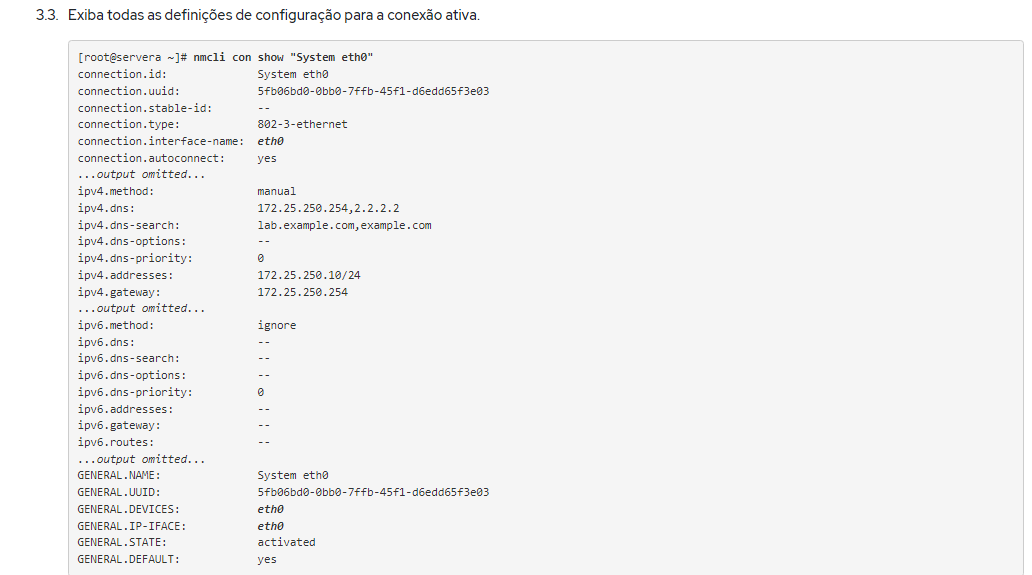 3.3. Exiba todas as definições de configuração para a conexão ativa.
[root@servera ~]# nmcli con show "System eth0"
connection.id: System eth0
connection.uuid: 5fb06bd0-0bb0-7ffb-45f1-d6edd65f3e03
connection.stable-id: --
connection.type: 802-3-ethernet
connection.interface-name: eth0
connection.autoconnect: yes
...output omitted...
ipv4.method: manual
ipv4.dns: 172.25.250.254,2.2.2.2
ipv4.dns-search: lab.example.com,example.com
ipv4.dns-options: --
ipv4.dns-priority: 0
ipv4.addresses: 172.25.250.10/24
ipv4.gateway: 172.25.250.254
...output omitted...
ipv6.method: ignore
ipv6.dns: --
ipv6.dns-search: --
ipv6.dns-options: --
ipv6.dns-priority: 0
ipv6.addresses: --
ipv6.gateway: --
ipv6.routes: --
...output omitted...
GENERAL.NAME: System eth0
GENERAL.UUID: 5fb06bd0-0bb0-7ffb-45f1-d6edd65f3e03
GENERAL.DEVICES: eth0
GENERAL.IP-IFACE: eth0
GENERAL.STATE: activated
GENERAL.DEFAULT: yes